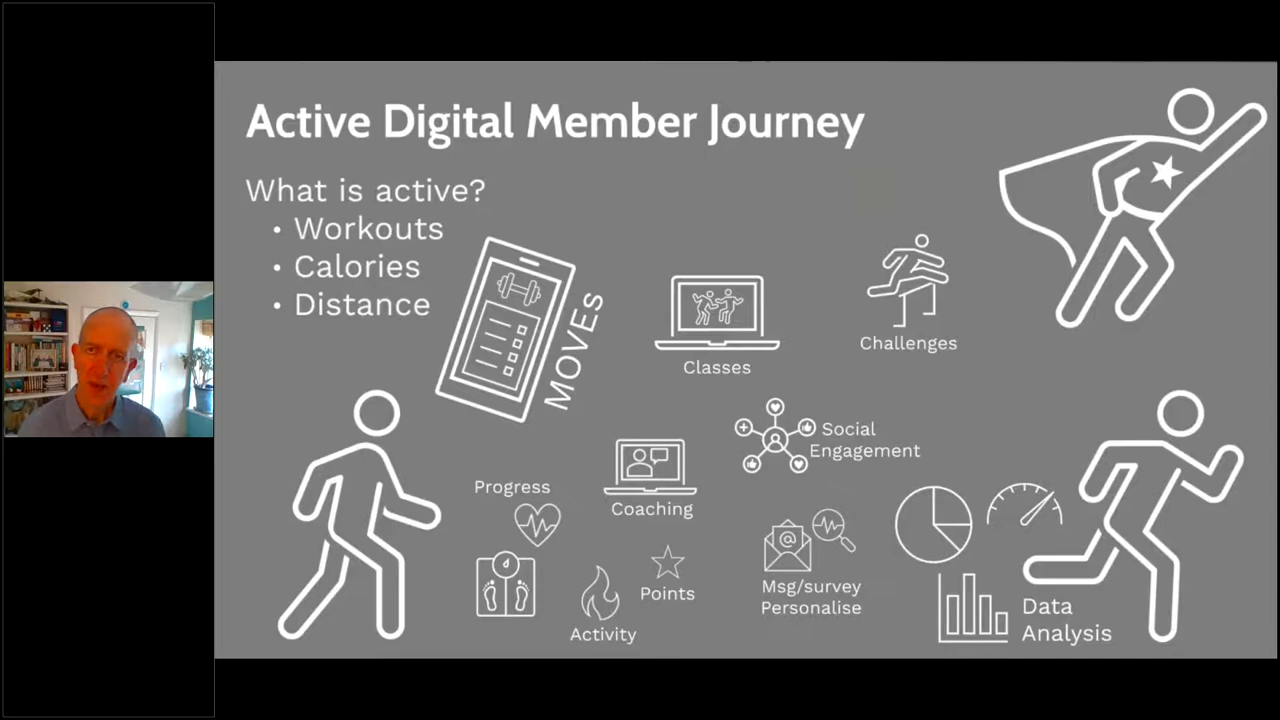 Active Digital Member Journey
What is active?
• Workouts
• Calories
• Distance
MOVES
Classes
Challenges
Social
Engagement
Progress
Coaching
Points
Activity
@
Msg/survey
Personalise
Data
Analysis